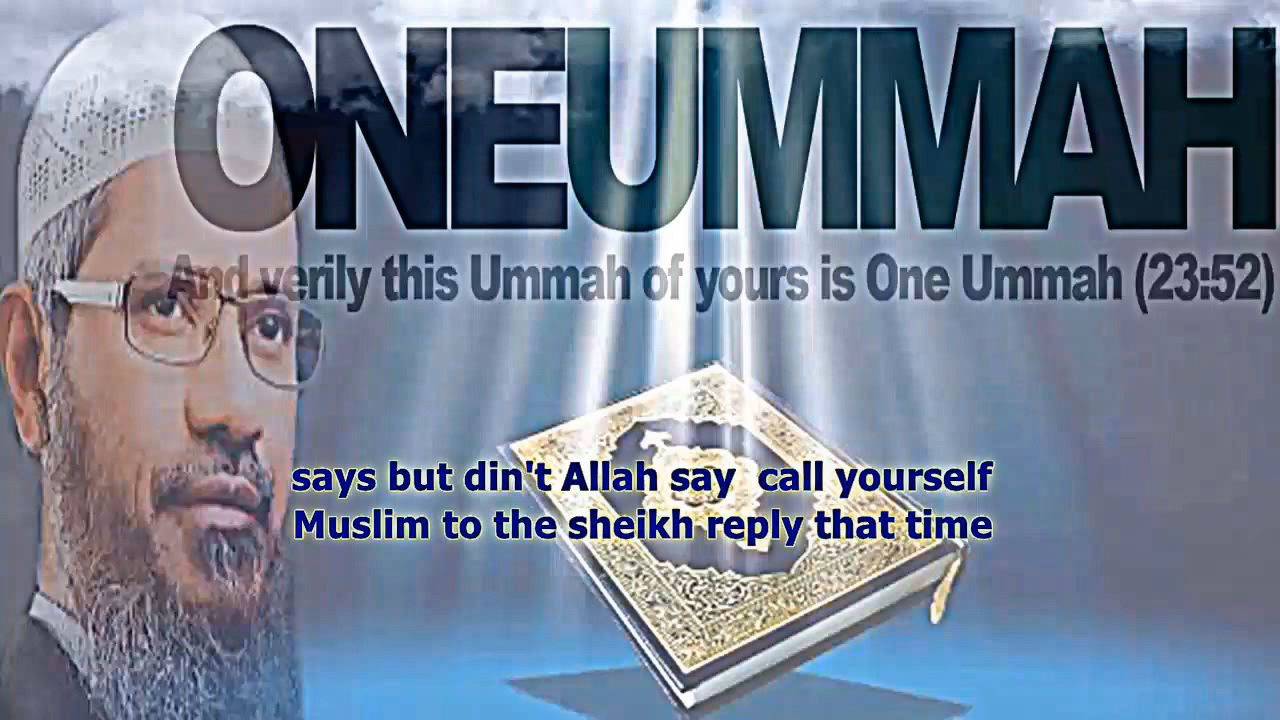 ONEUMMAH
And verily this Ummah of yours is One Ummah (23:52)
says but din't Allah say call yourself
Muslim to the sheikh reply that time